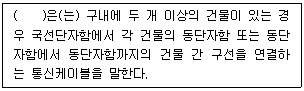 (    )은(는) 구내에 두 개 이상의 건물이 있는 경
우 국선단자함에서 각 건물의 동단자함 또는 동단
자함에서 동단자함까지의 건물 간 구선을 연결하
는 통신케이블을 말한다.